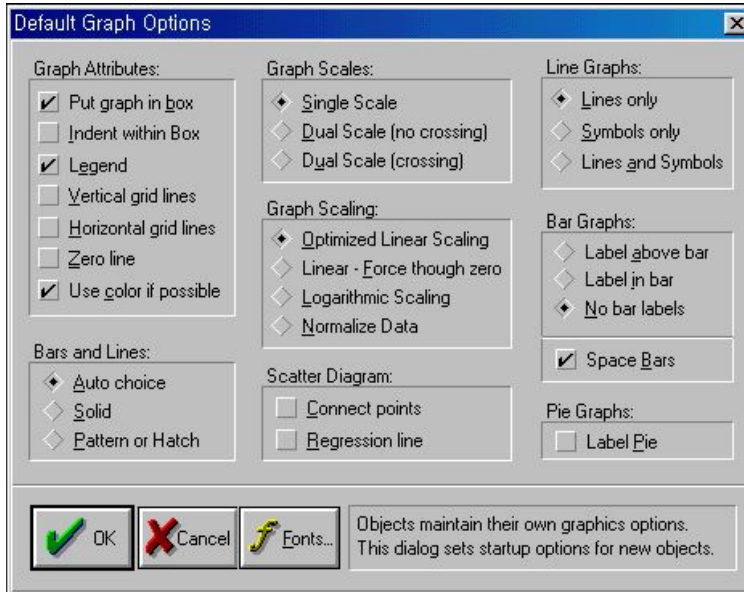 Default Graph Options
Graph Attributes:
Put graph in box
Indent within Box
Legend
Vertical grid lines
Horizontal grid lines
Zero line
Use color if possible
Bars and Lines:
Auto choice
Solid
Pattern or Hatch
Graph Scales:
Single Scale
Dual Scale (no crossing)
Dual Scale (crossing)
Graph Scaling:
Optimized Linear Scaling
Linear - Force though zero
Logarithmic Scaling
Normalize Data
Scatter Diagram:
Connect points
Regression line
Line Graphs:
Lines only
Symbols only
Lines and Symbols
Bar Graphs:
Label above bar
Label in bar
No bar labels
Space Bars
Pie Graphs:
Label Pie
OK
Cancel
Fonts...
Objects maintain their own graphics options.
This dialog sets startup options for new objects.